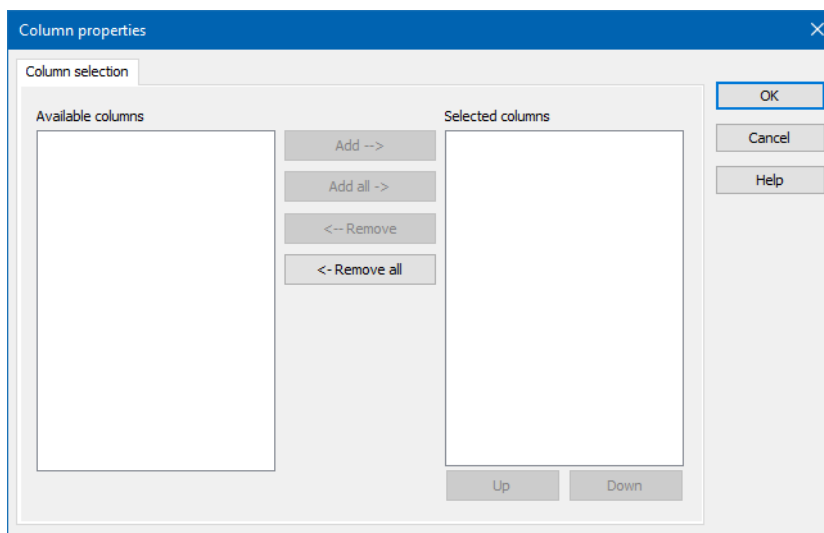 Column properties
Column selection
Available columns
Selected columns
Add -->
Add all ->
<-- Remove
<- Remove all
Up
Down
OK
Cancel
Help